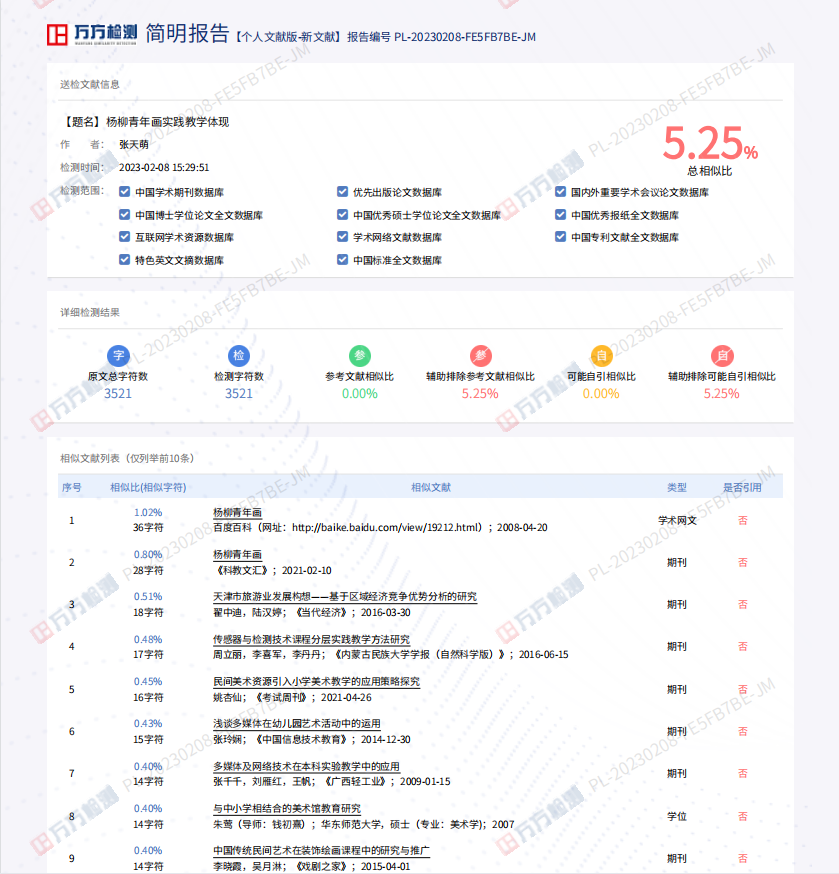 万方检测 简明报告【个人文献版-新文献】报告编号 PL-20230208-FE5FB7BE-JM
WANFANG SIMILARITY DETECTION
送检文献信息
【题名】杨柳青年画实践教学体现
作 者： 张天萌
检测时间： 2023-02-08 15:29:51
5.25%
总相似比
检测范围： 中国学术期刊数据库 优先出版论文数据库 国内外重要学术会议论文数据库
中国博士学位论文全文数据库 中国优秀硕士学位论文全文数据库 中国优秀报纸全文数据库
互联网学术资源数据库 学术网络文献数据库 中国专利文献全文数据库
特色英文文摘数据库 中国标准全文数据库
详细检测结果
字 检 参 参 自 自
原文总字符数 检测字符数 参考文献相似比 辅助排除参考文献相似比 可能自引相似比 辅助排除可能自引相似比
3521 3521 0.00% 5.25% 0.00% 5.25%
相似文献列表（仅列举前10条）
序号 相似比(相似字符) 相似文献 类型 是否引用
1 1.02% 杨柳青年画 学术网文 否
36字符 百度百科（网址：http://baike.baidu.com/view/19212.html）；2008-04-20
2 0.80% 杨柳青年画 期刊 否
28字符 《科教文汇》；2021-02-10
3 0.51% 天津市旅游业发展构想——基于区域经济竞争优势分析的研究 期刊 否
18字符 翟中迪，陆汉婷；《当代经济》；2016-03-30
4 0.48% 传感器与检测技术课程分层实践教学方法研究 期刊 否
17字符 周立丽，李喜军，李丹丹；《内蒙古民族大学学报（自然科学版）》；2016-06-15
5 0.45% 民间美术资源引入小学美术教学的应用策略探究 期刊 否
16字符 姚杏仙；《考试周刊》；2021-04-26
6 0.43% 浅谈多媒体在幼儿园艺术活动中的运用 期刊 否
15字符 张玲娴；《中国信息技术教育》；2014-12-30
7 0.40% 多媒体及网络技术在本科实验教学中的应用 期刊 否
14字符 张千千，刘雁红，王帆；《广西轻工业》；2009-01-15
8 0.40% 与中小学相结合的美术馆教育研究 学位 否
14字符 朱莺（导师：钱初熹）；华东师范大学，硕士（专业：美术学)；2007
9 0.40% 中国传统民间艺术在装饰绘画课程中的研究与推广 期刊 否
14字符 李晓霞，吴月淋；《戏剧之家》；2015-04-01